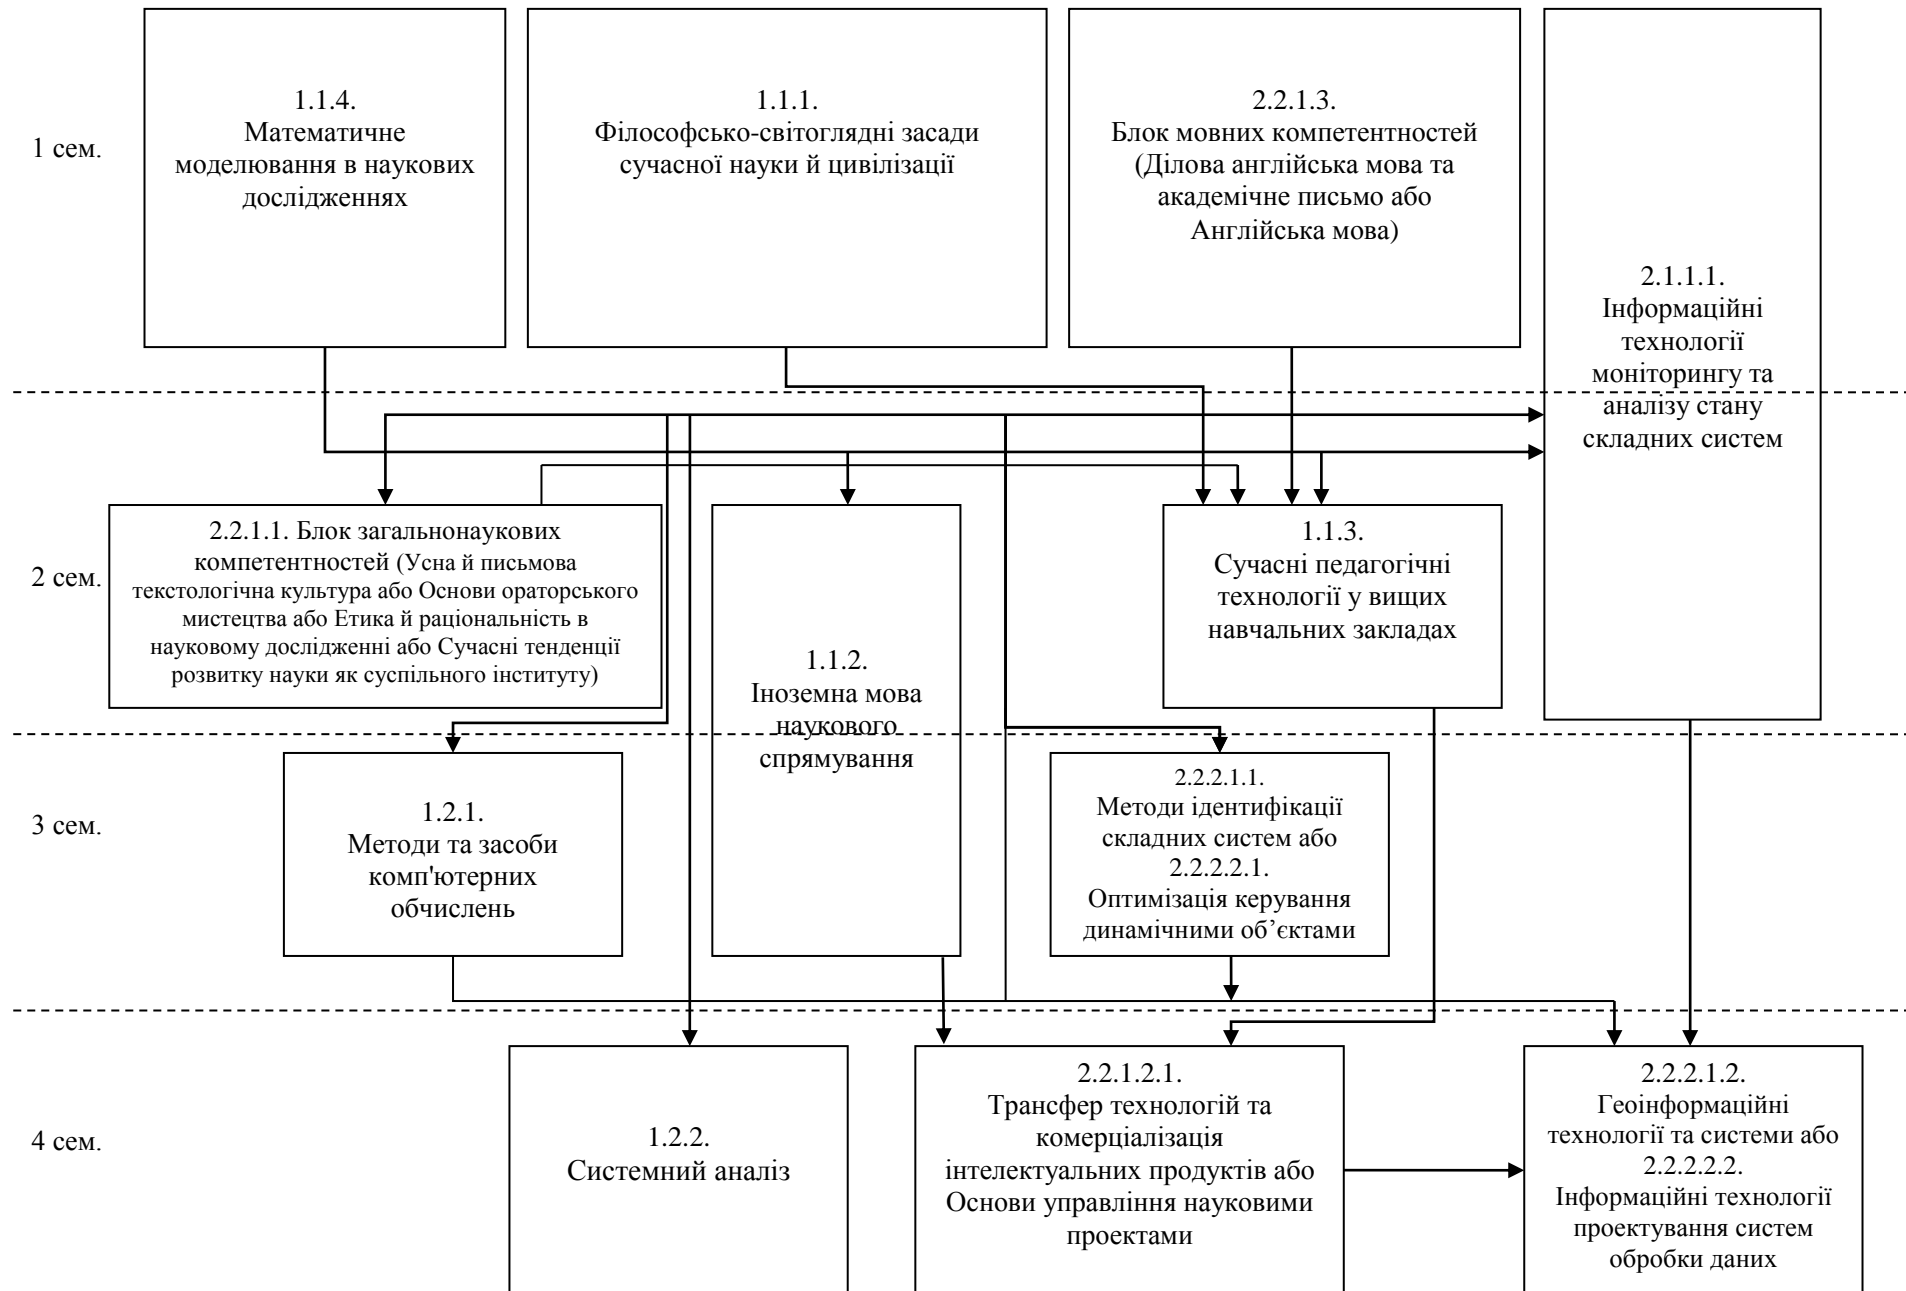 1 сем.
1.1.4.
Математичне
моделювання в наукових
дослідженнях
1.1.1.
Філософсько-світоглядні засади
сучасної науки й цивілізації
2.2.1.3.
Блок мовних компетентностей
(Ділова англійська мова та
академічне письмо або
Англійська мова)
2.1.1.1.
Інформаційні
технології
моніторингу та
аналізу стану
складних систем
2 сем.
2.2.1.1. Блок загальнонаукових
компетентностей (Усна й письмова
текстологічна культура або Основи ораторського
мистецтва або Етика й раціональність в
науковому дослідженні або Сучасні тенденції
розвитку науки як суспільного інституту)
1.1.2.
Іноземна мова
наукового
спрямування
1.1.3.
Сучасні педагогічні
технології у вищих
навчальних закладах
3 сем.
1.2.1.
Методи та засоби
комп'ютерних
обчислень
2.2.2.1.1.
Методи ідентифікації
складних систем або
2.2.2.2.1.
Оптимізація керування
динамічними об’єктами
4 сем.
1.2.2.
Системний аналіз
2.2.1.2.1.
Трансфер технологій та
комерціалізація
інтелектуальних продуктів або
Основи управління науковими
проектами
2.2.2.1.2.
Геоінформаційні
технології та системи або
2.2.2.2.2.
Інформаційні технології
проектування систем
обробки даних